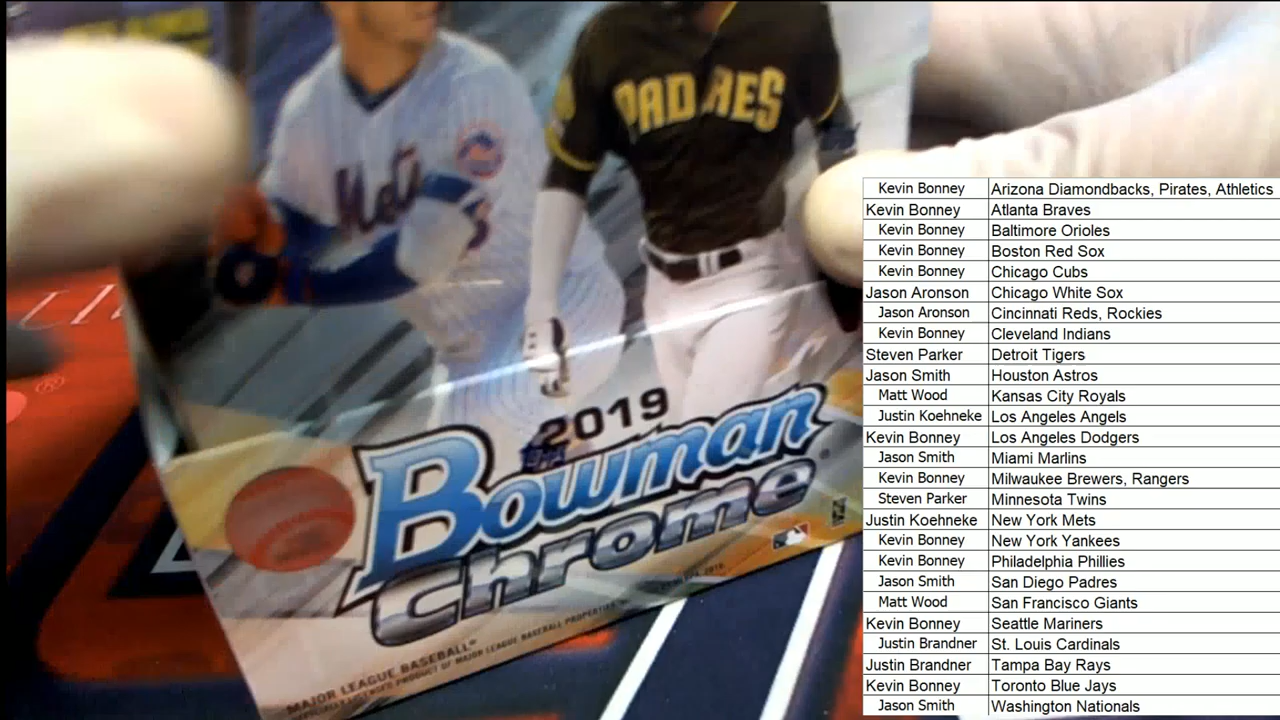 PADRES
Mets
2019
Bowman
Chrome
MAJOR LEAGUE BASEBALL
Kevin Bonney Arizona Diamondbacks, Pirates, Athletics
Kevin Bonney Atlanta Braves
Kevin Bonney Baltimore Orioles
Kevin Bonney Boston Red Sox
Kevin Bonney Chicago Cubs
Jason Aronson Chicago White Sox
Jason Aronson Cincinnati Reds, Rockies
Kevin Bonney Cleveland Indians
Steven Parker Detroit Tigers
Jason Smith Houston Astros
Matt Wood Kansas City Royals
Justin Koehneke Los Angeles Angels
Kevin Bonney Los Angeles Dodgers
Jason Smith Miami Marlins
Kevin Bonney Milwaukee Brewers, Rangers
Steven Parker Minnesota Twins
Justin Koehneke New York Mets
Kevin Bonney New York Yankees
Kevin Bonney Philadelphia Phillies
Jason Smith San Diego Padres
Matt Wood San Francisco Giants
Kevin Bonney Seattle Mariners
Justin Brandner St. Louis Cardinals
Justin Brandner Tampa Bay Rays
Kevin Bonney Toronto Blue Jays
Jason Smith Washington Nationals